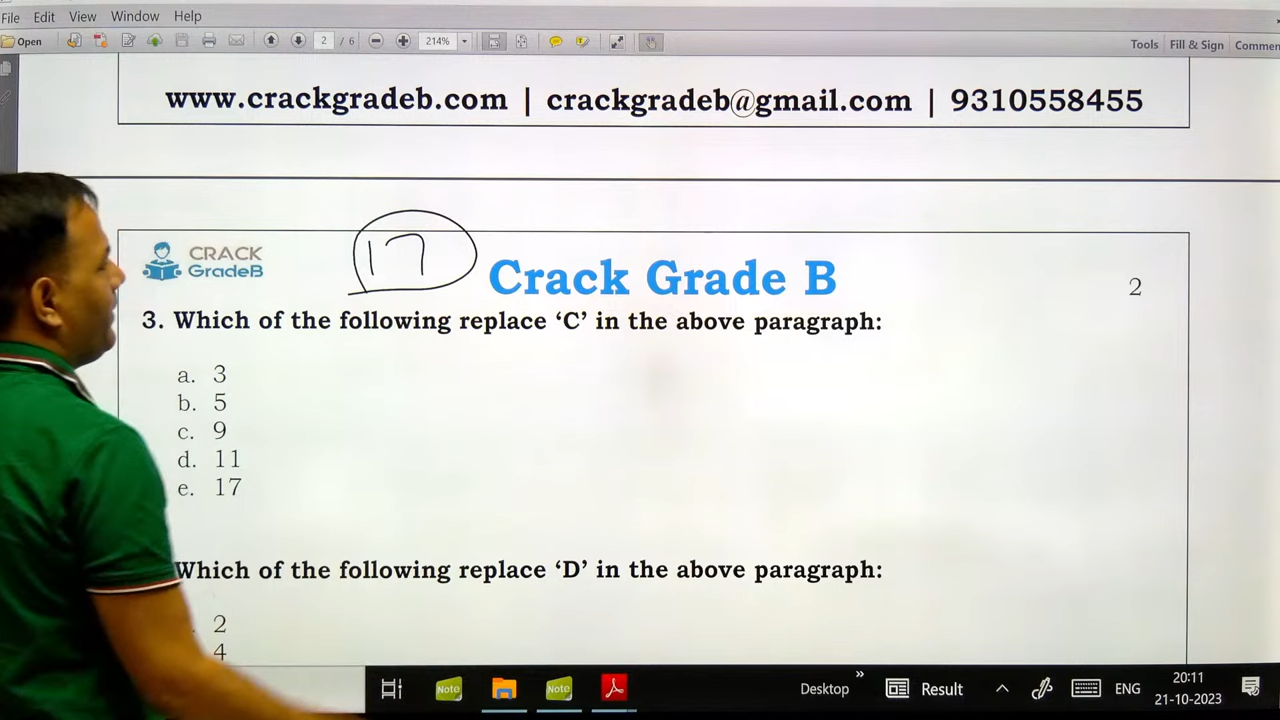 File Edit View Window Help
Open 2 / 6 214% Tools Fill & Sign Commen
www.crackgradeb.com | crackgradeb@gmail.com | 9310558455
17
CRACK
GradeB
Crack Grade B
2
3. Which of the following replace ‘C’ in the above paragraph:
a. 3
b. 5
c. 9
d. 11
e. 17
Which of the following replace ‘D’ in the above paragraph:
2
4
Note Note Desktop » Result ENG
20:11
21-10-2023